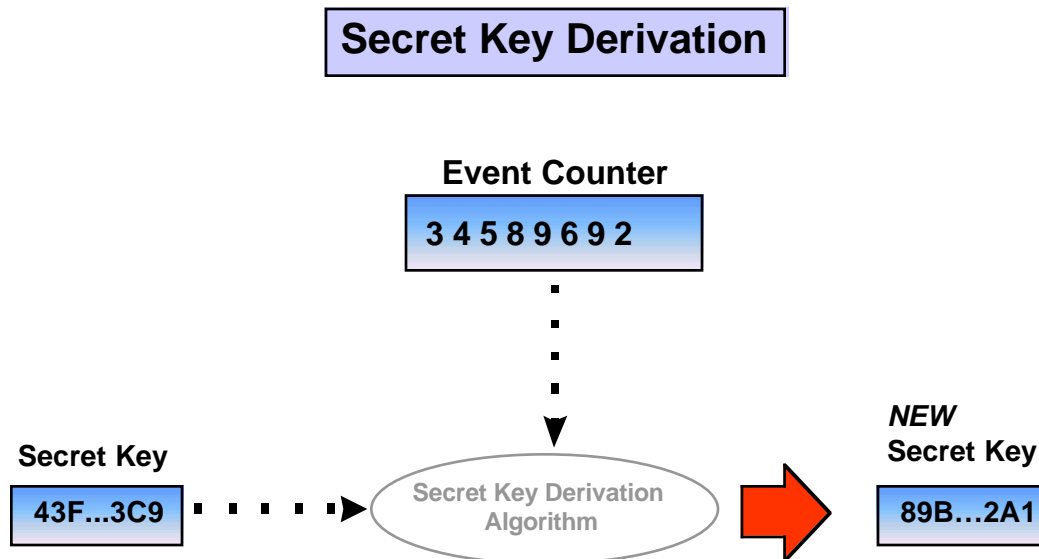 Secret Key Derivation
Event Counter
3 4 5 8 9 6 9 2
NEW
Secret Key
Secret Key
43F...3C9
Secret Key Derivation
Algorithm
89B…2A1